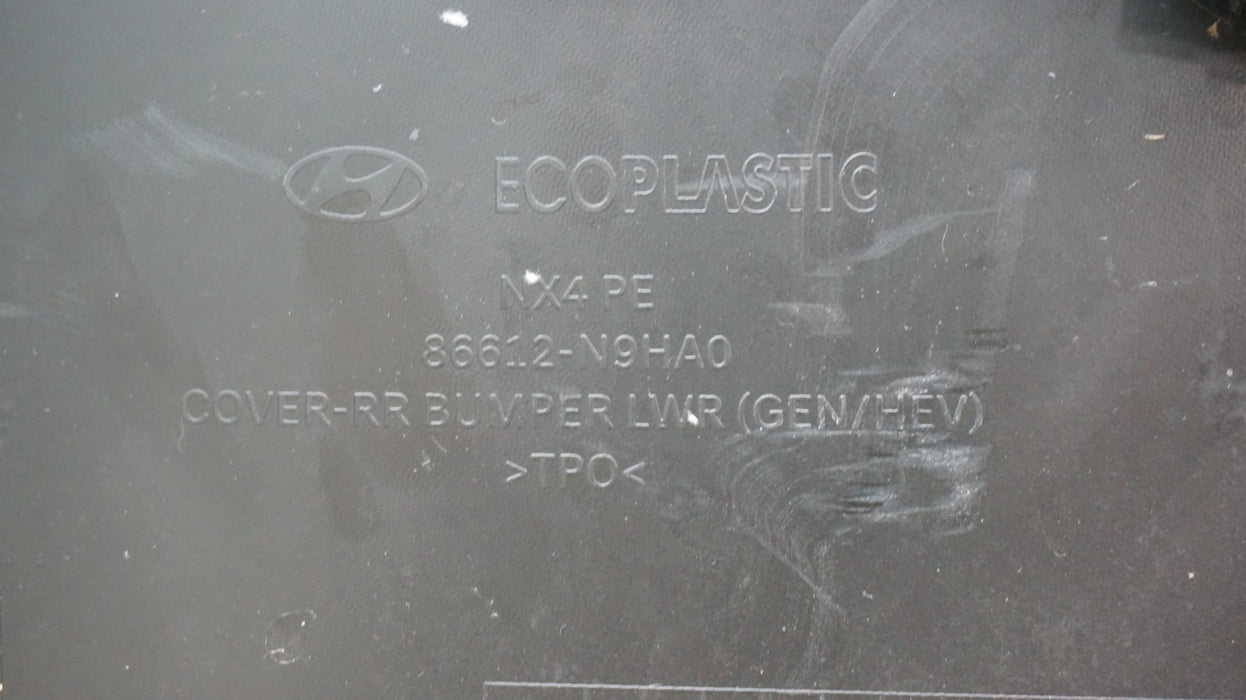 ECOPLASTIC
NX4 PE
86612-N9HA0
COVER-RR BUMPER LWR (GEN/HEV)
>TPO<